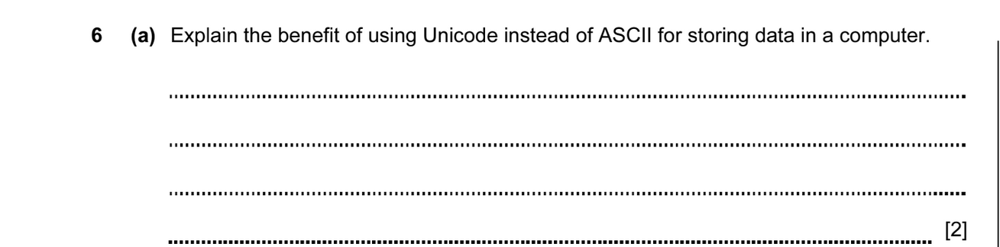 6 (a) Explain the benefit of using Unicode instead of ASCII for storing data in a computer.
[2]